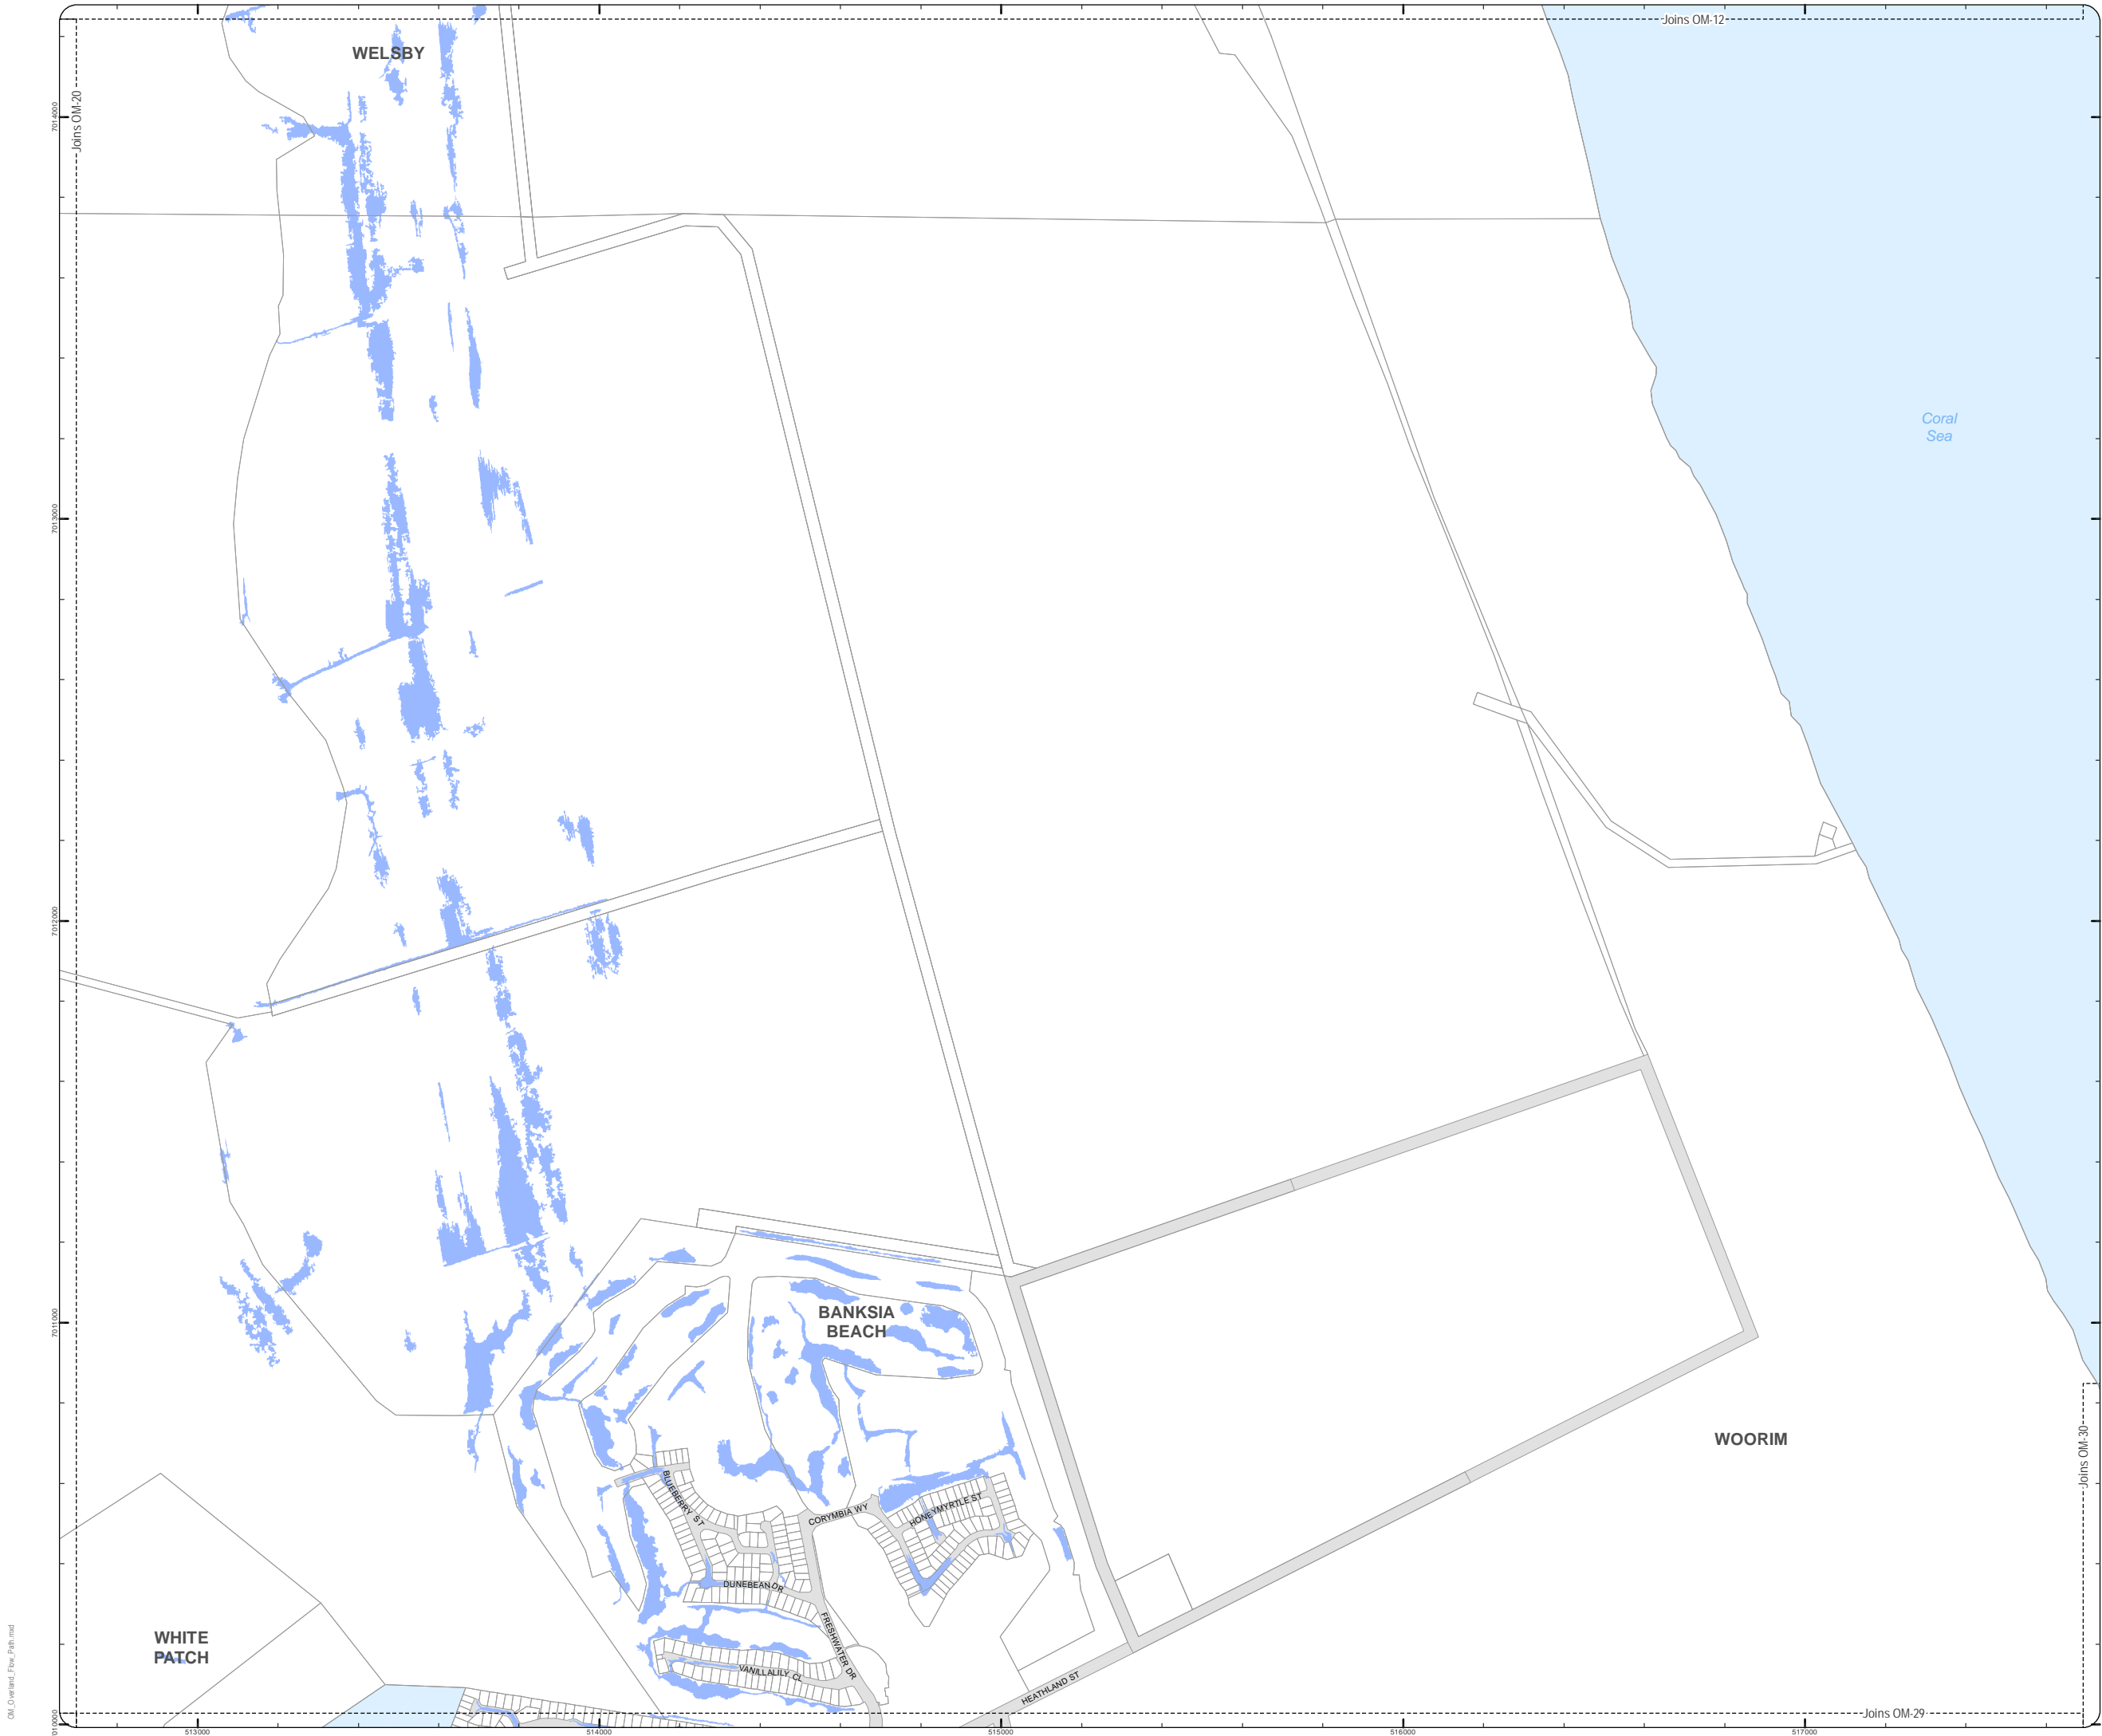 Joins OM-12
WELSBY
Joins OM-20
7014000
Coral
Sea
7013000
7012000
7011000
BANKSIA
BEACH
WOORIM
Joins OM-30
BLUEBERRY ST
CORYMBIA WY
HONEYMYRTLE ST
DUNEBEAN DR
FRESHWATER DR
VANILLALILY CL
HEATHLAND ST
WHITE
PATCH
OM_Overland_Flow_Path.mxd
7010000
Joins OM-29
513000
514000
515000
516000
517000